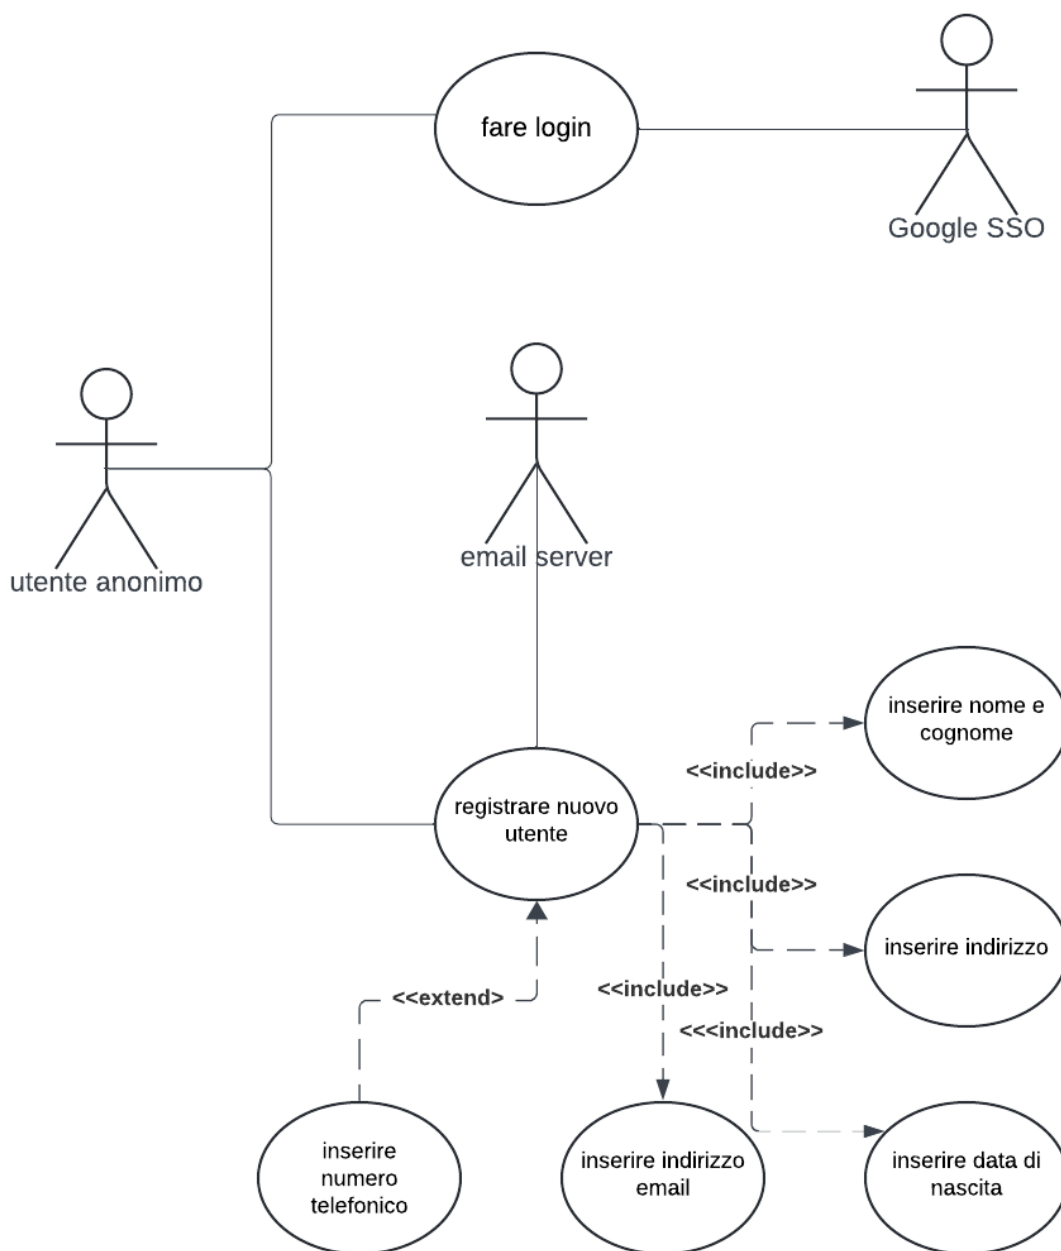 fare login
Google SSO
utente anonimo
email server
inserire nome e
cognome
<<include>>
registrare nuovo
utente
<<include>>
inserire indirizzo
<<include>>
<<extend>
<<<include>>
inserire
numero
telefonico
inserire indirizzo
email
inserire data di
nascita